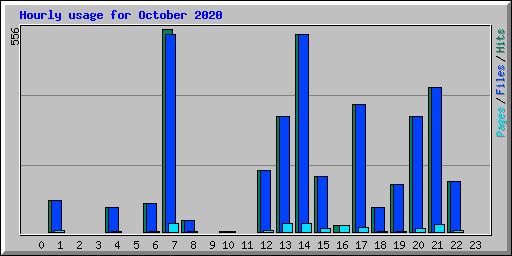 Hourly usage for October 2020
556
Pages/Files/Hits
0 1 2 3 4 5 6 7 8 9 10 11 12 13 14 15 16 17 18 19 20 21 22 23